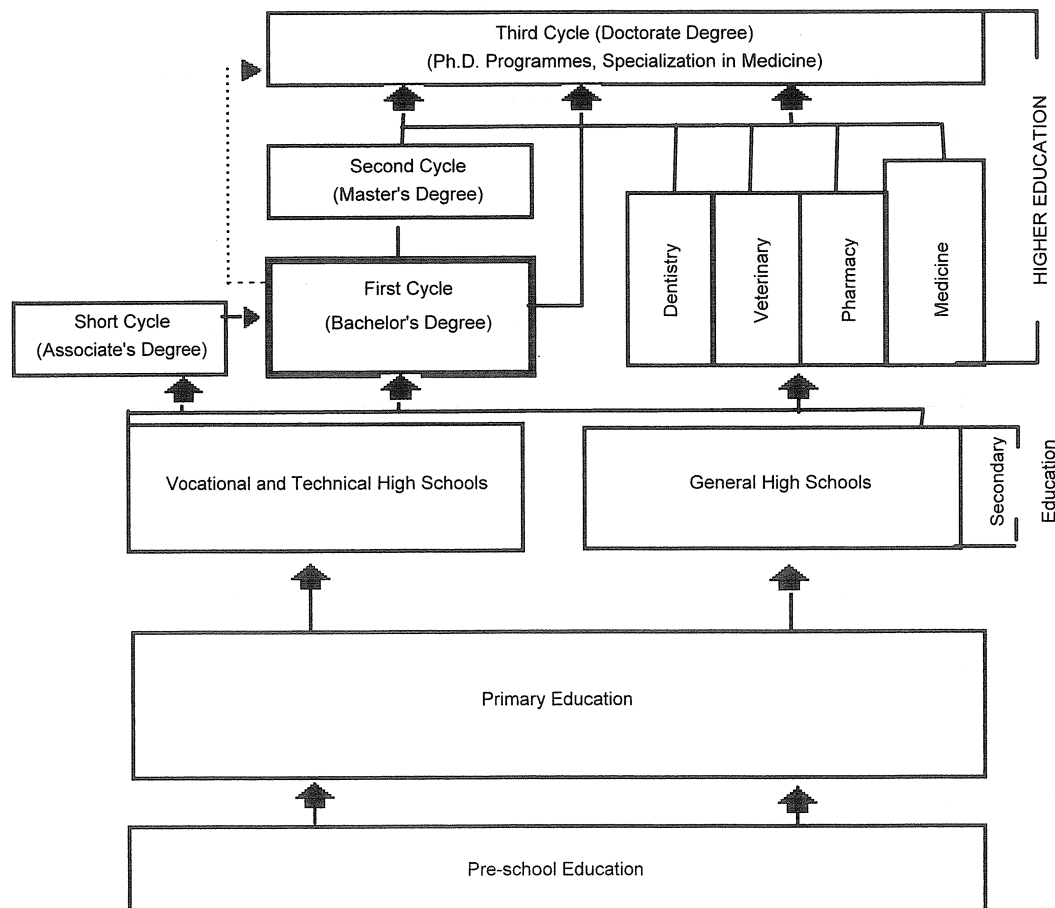 Third Cycle (Doctorate Degree)
(Ph.D. Programmes, Specialization in Medicine)
HIGHER EDUCATION
Second Cycle
(Master's Degree)
Dentistry
Veterinary
Pharmacy
Medicine
First Cycle
(Bachelor's Degree)
Short Cycle
(Associate's Degree)
Vocational and Technical High Schools
General High Schools
Secondary
Education
Primary Education
Pre-school Education